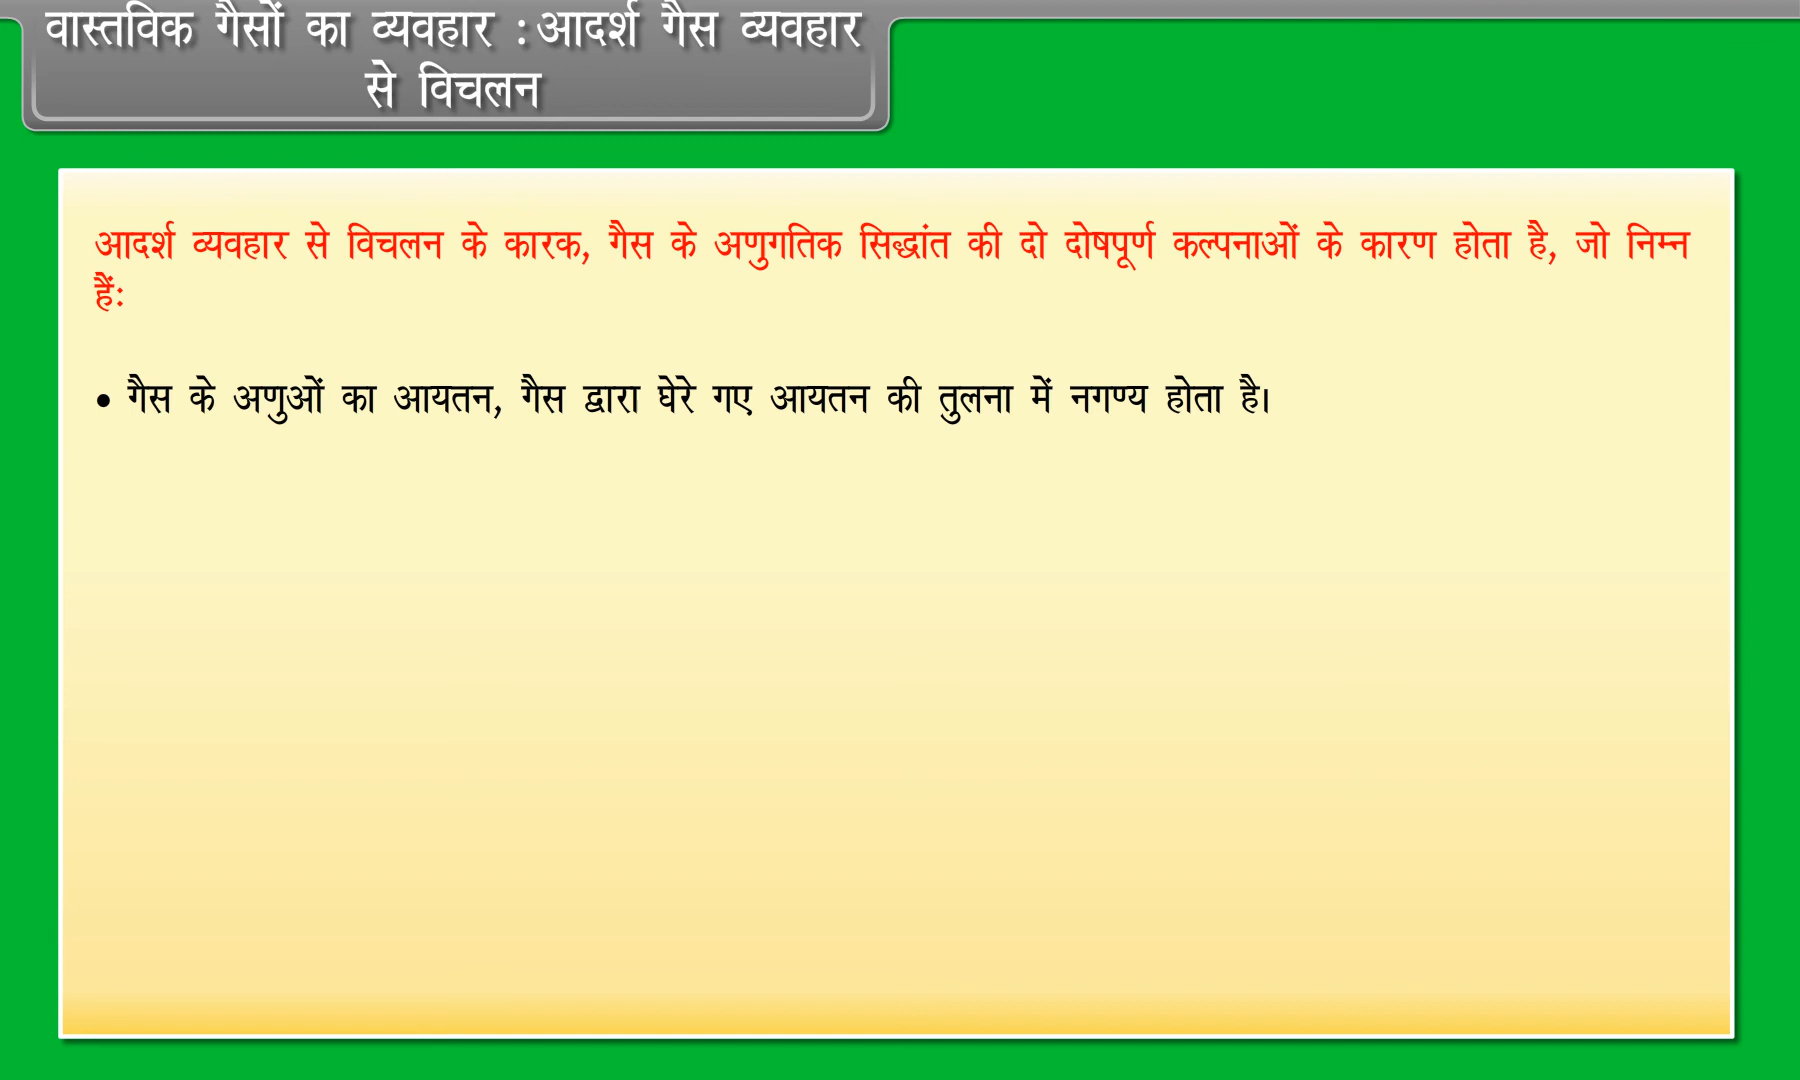 वास्तविक गैसों का व्यवहार : आदर्श गैस व्यवहार
से विचलन
आदर्श व्यवहार से विचलन के कारक, गैस के अणुगतिक सिद्धांत की दो दोषपूर्ण कल्पनाओं के कारण होता है, जो निम्न
हैं:
• गैस के अणुओं का आयतन, गैस द्वारा घेरे गए आयतन की तुलना में नगण्य होता है।